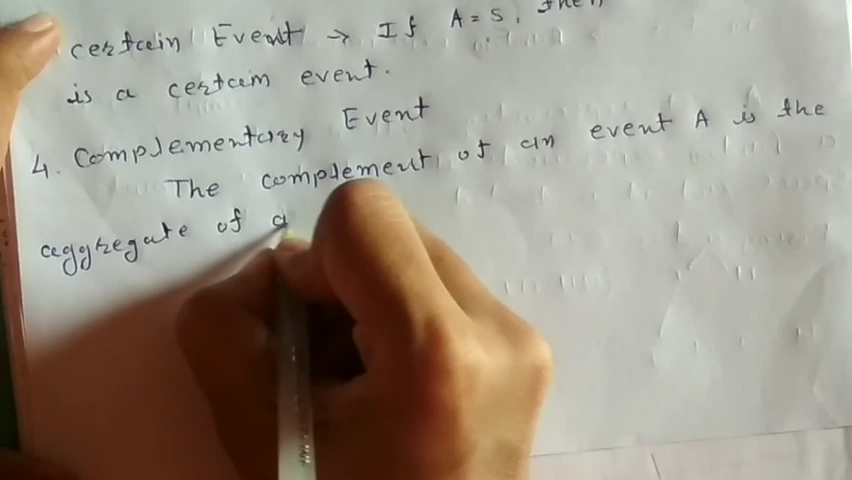 certain Event → If A = S, then
is a certain event.
4. Complementary Event
The complement of an event A is the
aggregate of a